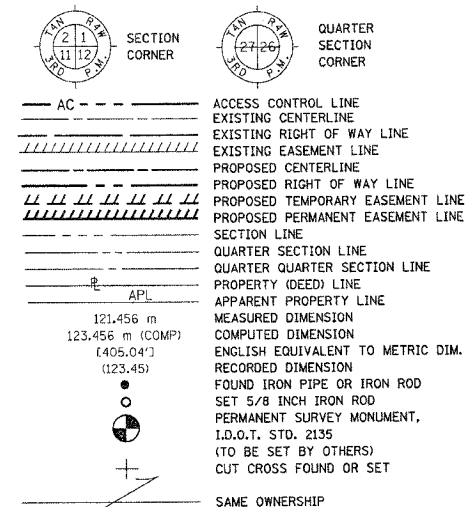 T4N R4W
2 1
11 12
3RD P.M.
SECTION
CORNER
T4N R4W
27 26
3RD P.M.
QUARTER
SECTION
CORNER
AC ACCESS CONTROL LINE
EXISTING CENTERLINE
EXISTING RIGHT OF WAY LINE
EXISTING EASEMENT LINE
PROPOSED CENTERLINE
PROPOSED RIGHT OF WAY LINE
PROPOSED TEMPORARY EASEMENT LINE
PROPOSED PERMANENT EASEMENT LINE
SECTION LINE
QUARTER SECTION LINE
QUARTER QUARTER SECTION LINE
PL PROPERTY (DEED) LINE
APL APPARENT PROPERTY LINE
121.456 m MEASURED DIMENSION
123.456 m (COMP) COMPUTED DIMENSION
[405.04'] ENGLISH EQUIVALENT TO METRIC DIM.
(123.45) RECORDED DIMENSION
FOUND IRON PIPE OR IRON ROD
SET 5/8 INCH IRON ROD
PERMANENT SURVEY MONUMENT,
I.D.O.T. STD. 2135
(TO BE SET BY OTHERS)
CUT CROSS FOUND OR SET
SAME OWNERSHIP